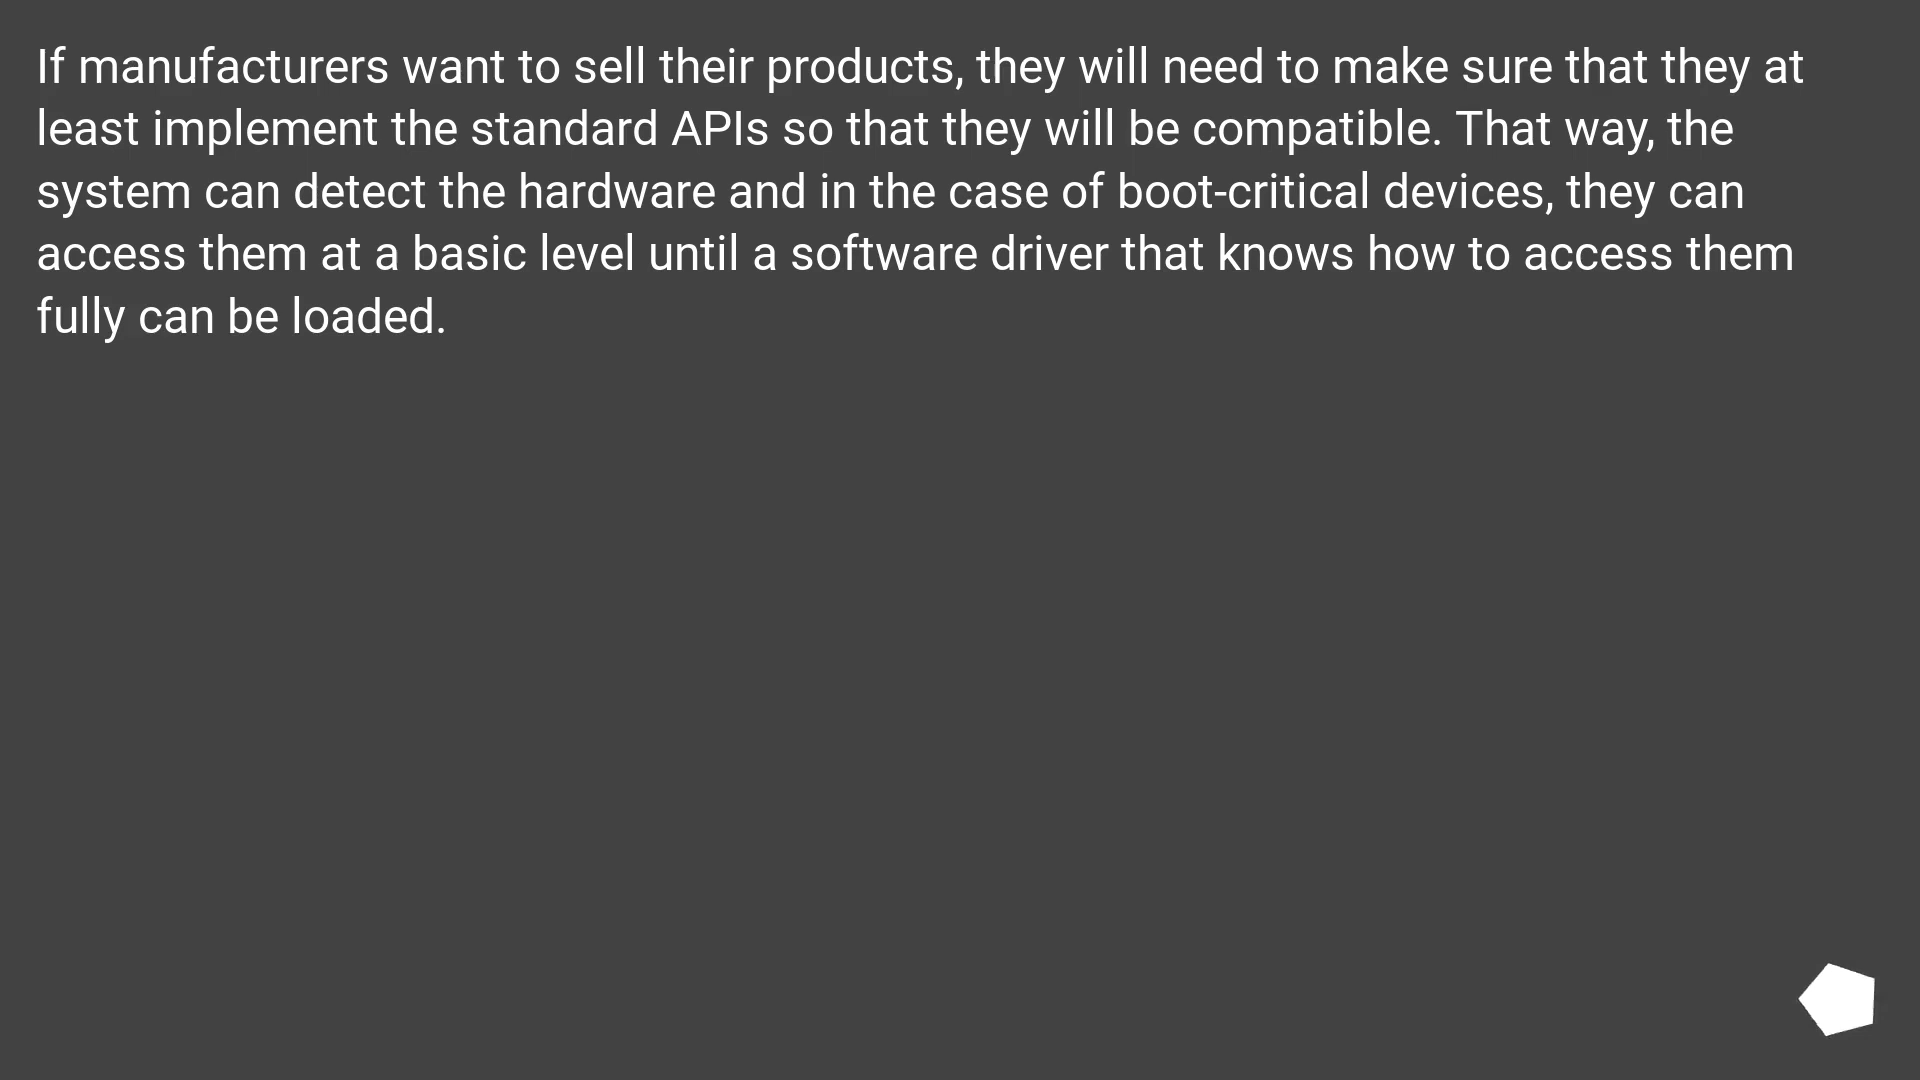 If manufacturers want to sell their products, they will need to make sure that they at
least implement the standard APIs so that they will be compatible. That way, the
system can detect the hardware and in the case of boot-critical devices, they can
access them at a basic level until a software driver that knows how to access them
fully can be loaded.